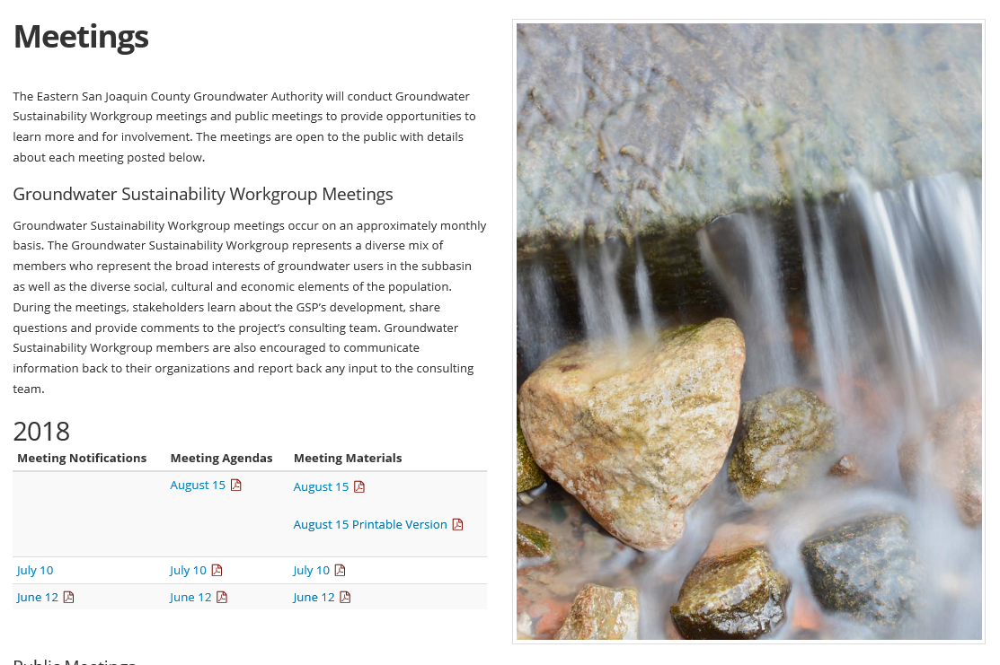 Meetings
The Eastern San Joaquin County Groundwater Authority will conduct Groundwater
Sustainability Workgroup meetings and public meetings to provide opportunities to
learn more and for involvement. The meetings are open to the public with details
about each meeting posted below.
Groundwater Sustainability Workgroup Meetings
Groundwater Sustainability Workgroup meetings occur on an approximately monthly
basis. The Groundwater Sustainability Workgroup represents a diverse mix of
members who represent the broad interests of groundwater users in the subbasin
as well as the diverse social, cultural and economic elements of the population.
During the meetings, stakeholders learn about the GSP’s development, share
questions and provide comments to the project’s consulting team. Groundwater
Sustainability Workgroup members are also encouraged to communicate
information back to their organizations and report back any input to the consulting
team.
2018
Meeting Notifications Meeting Agendas Meeting Materials
August 15 August 15
August 15 Printable Version
July 10 July 10 July 10
June 12 June 12 June 12
Public Meetings